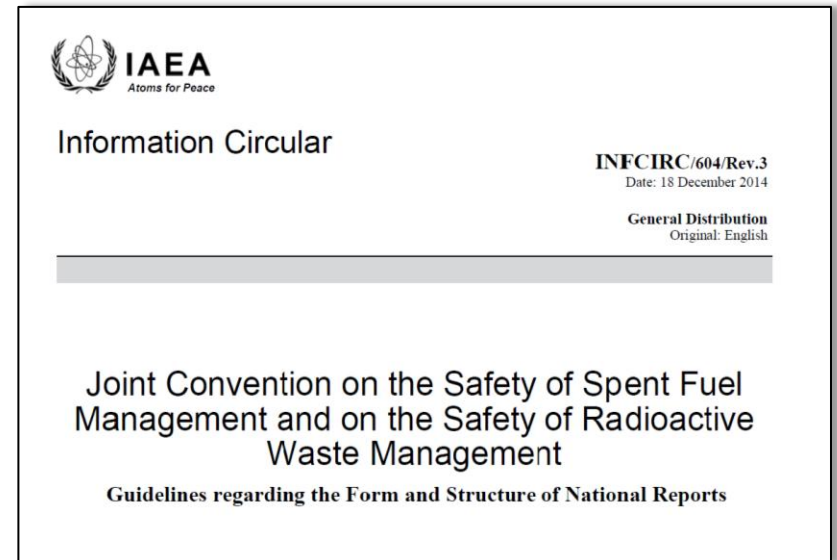 IAEA
Atoms for Peace
Information Circular
INFCIRC/604/Rev.3
Date: 18 December 2014
General Distribution
Original: English
Joint Convention on the Safety of Spent Fuel
Management and on the Safety of Radioactive
Waste Management
Guidelines regarding the Form and Structure of National Reports